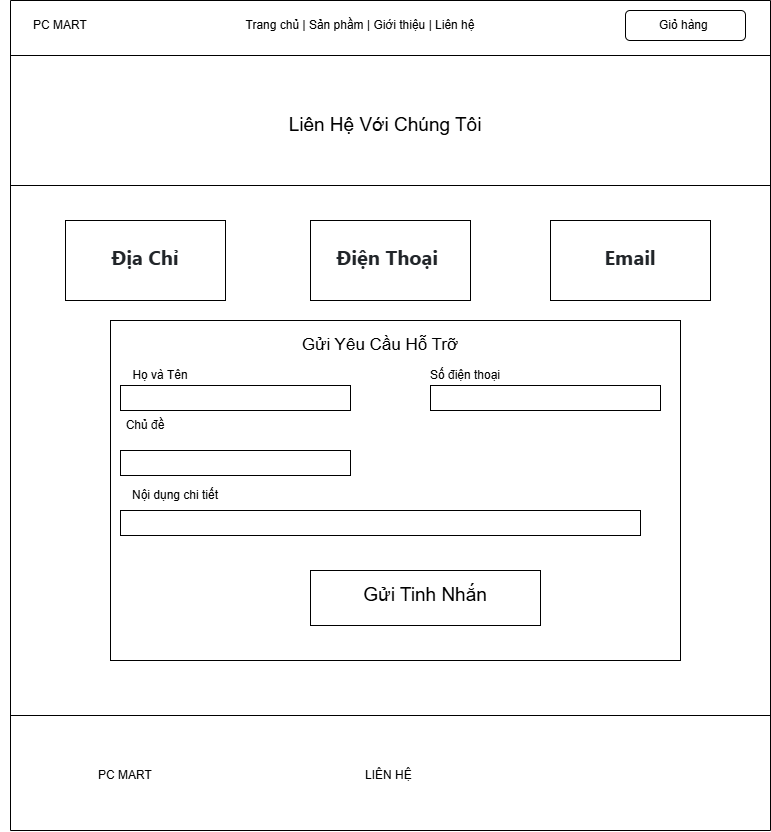 PC MART
Trang chủ | Sản phẩm | Giới thiệu | Liên hệ
Giỏ hàng
Liên Hệ Với Chúng Tôi
Địa Chỉ
Điện Thoại
Email
Gửi Yêu Cầu Hỗ Trỡ
Họ và Tên
Số điện thoại
Chủ đề
Nội dụng chi tiết
Gửi Tinh Nhắn
PC MART
LIÊN HỆ